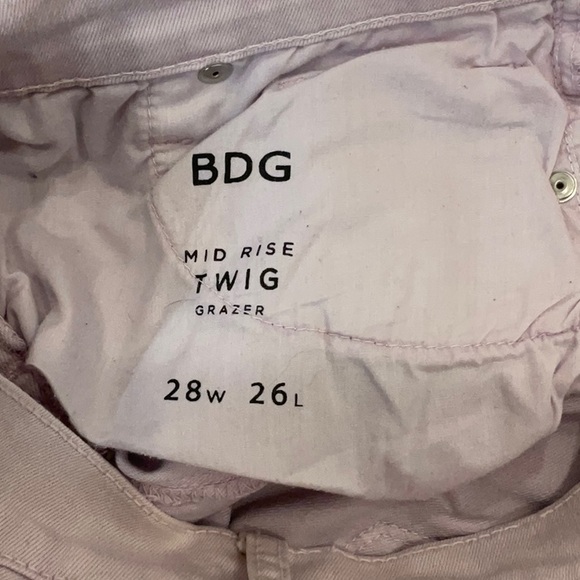 BDG
MID RISE
TWIG
GRAZER
28W 26L